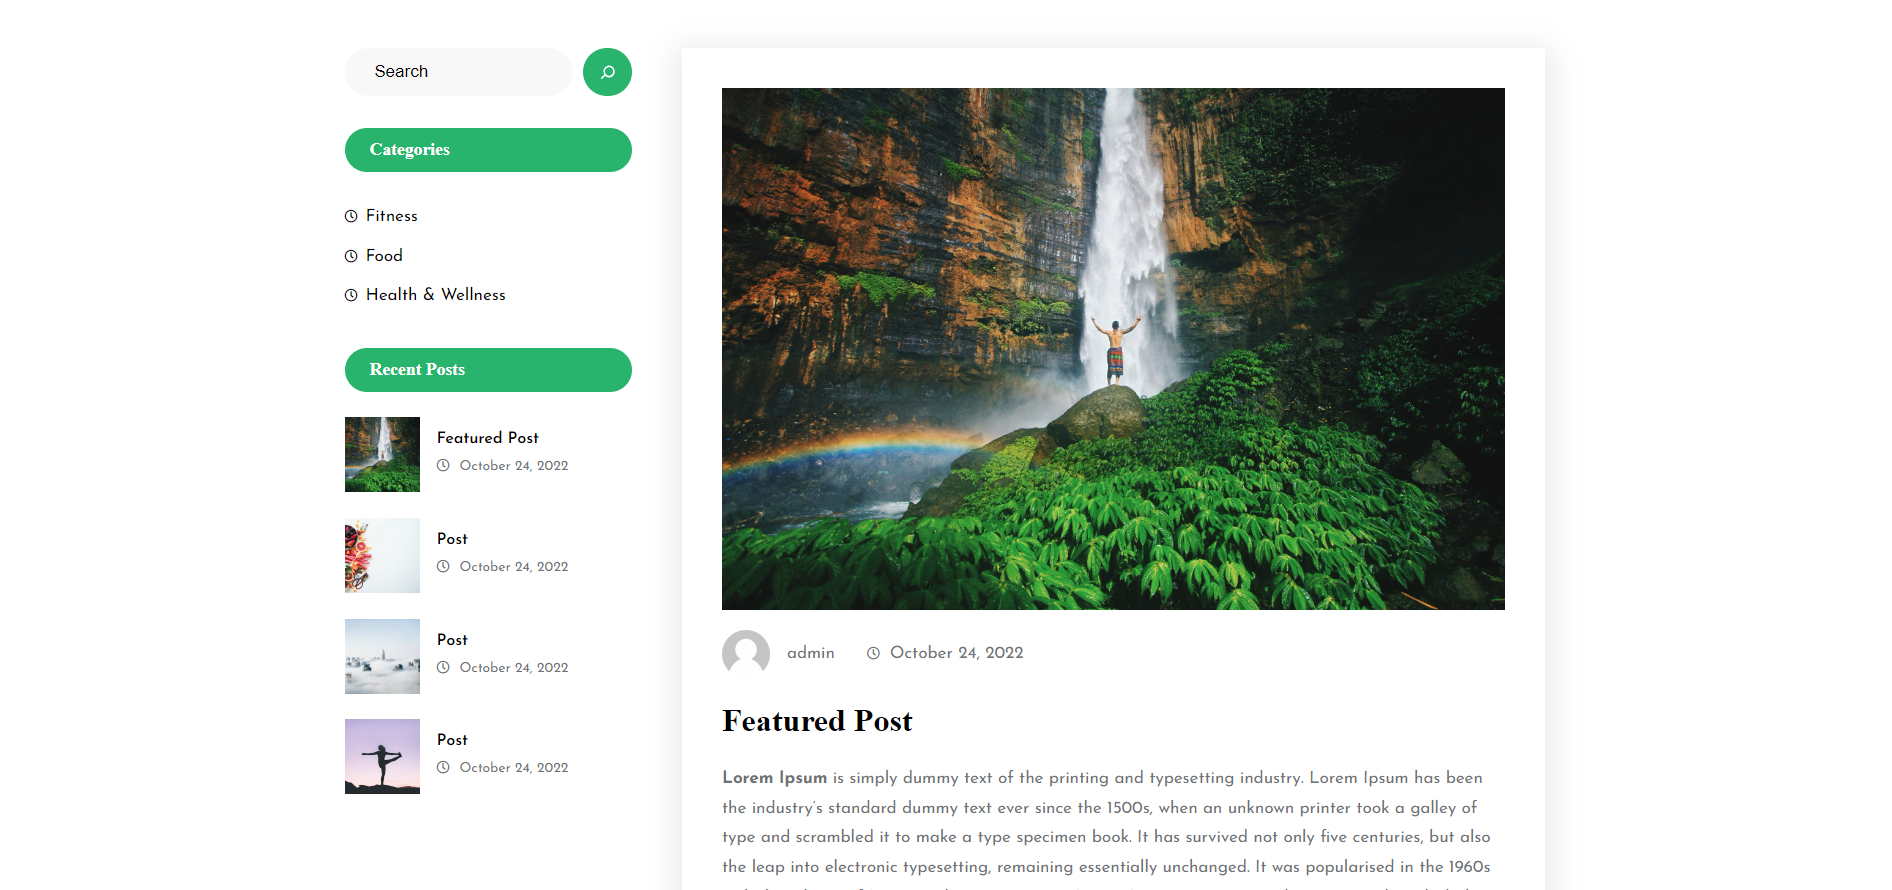 Search
Categories
Fitness
Food
Health & Wellness
Recent Posts
Featured Post
October 24, 2022
Post
October 24, 2022
Post
October 24, 2022
Post
October 24, 2022
admin
October 24, 2022
Featured Post
Lorem Ipsum is simply dummy text of the printing and typesetting industry. Lorem Ipsum has been
the industry's standard dummy text ever since the 1500s, when an unknown printer took a galley of
type and scrambled it to make a type specimen book. It has survived not only five centuries, but also
the leap into electronic typesetting, remaining essentially unchanged. It was popularised in the 1960s